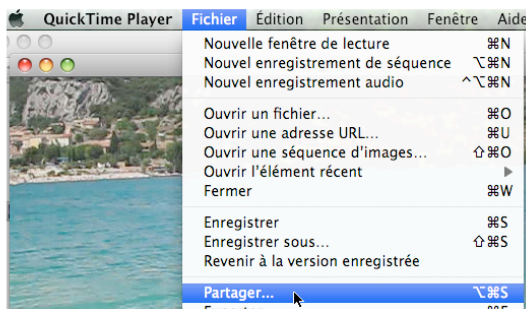 QuickTime Player Fichier Édition Présentation Fenêtre Aide
Nouvelle fenêtre de lecture ⌘N
Nouvel enregistrement de séquence ⌥⌘N
Nouvel enregistrement audio ^⌥⌘N
Ouvrir un fichier... ⌘O
Ouvrir une adresse URL... ⌘U
Ouvrir une séquence d'images... ⇧⌘O
Ouvrir l'élément récent ▶
Fermer ⌘W
Enregistrer ⌘S
Enregistrer sous... ⇧⌘S
Revenir à la version enregistrée
Partager... ⌥⌘S